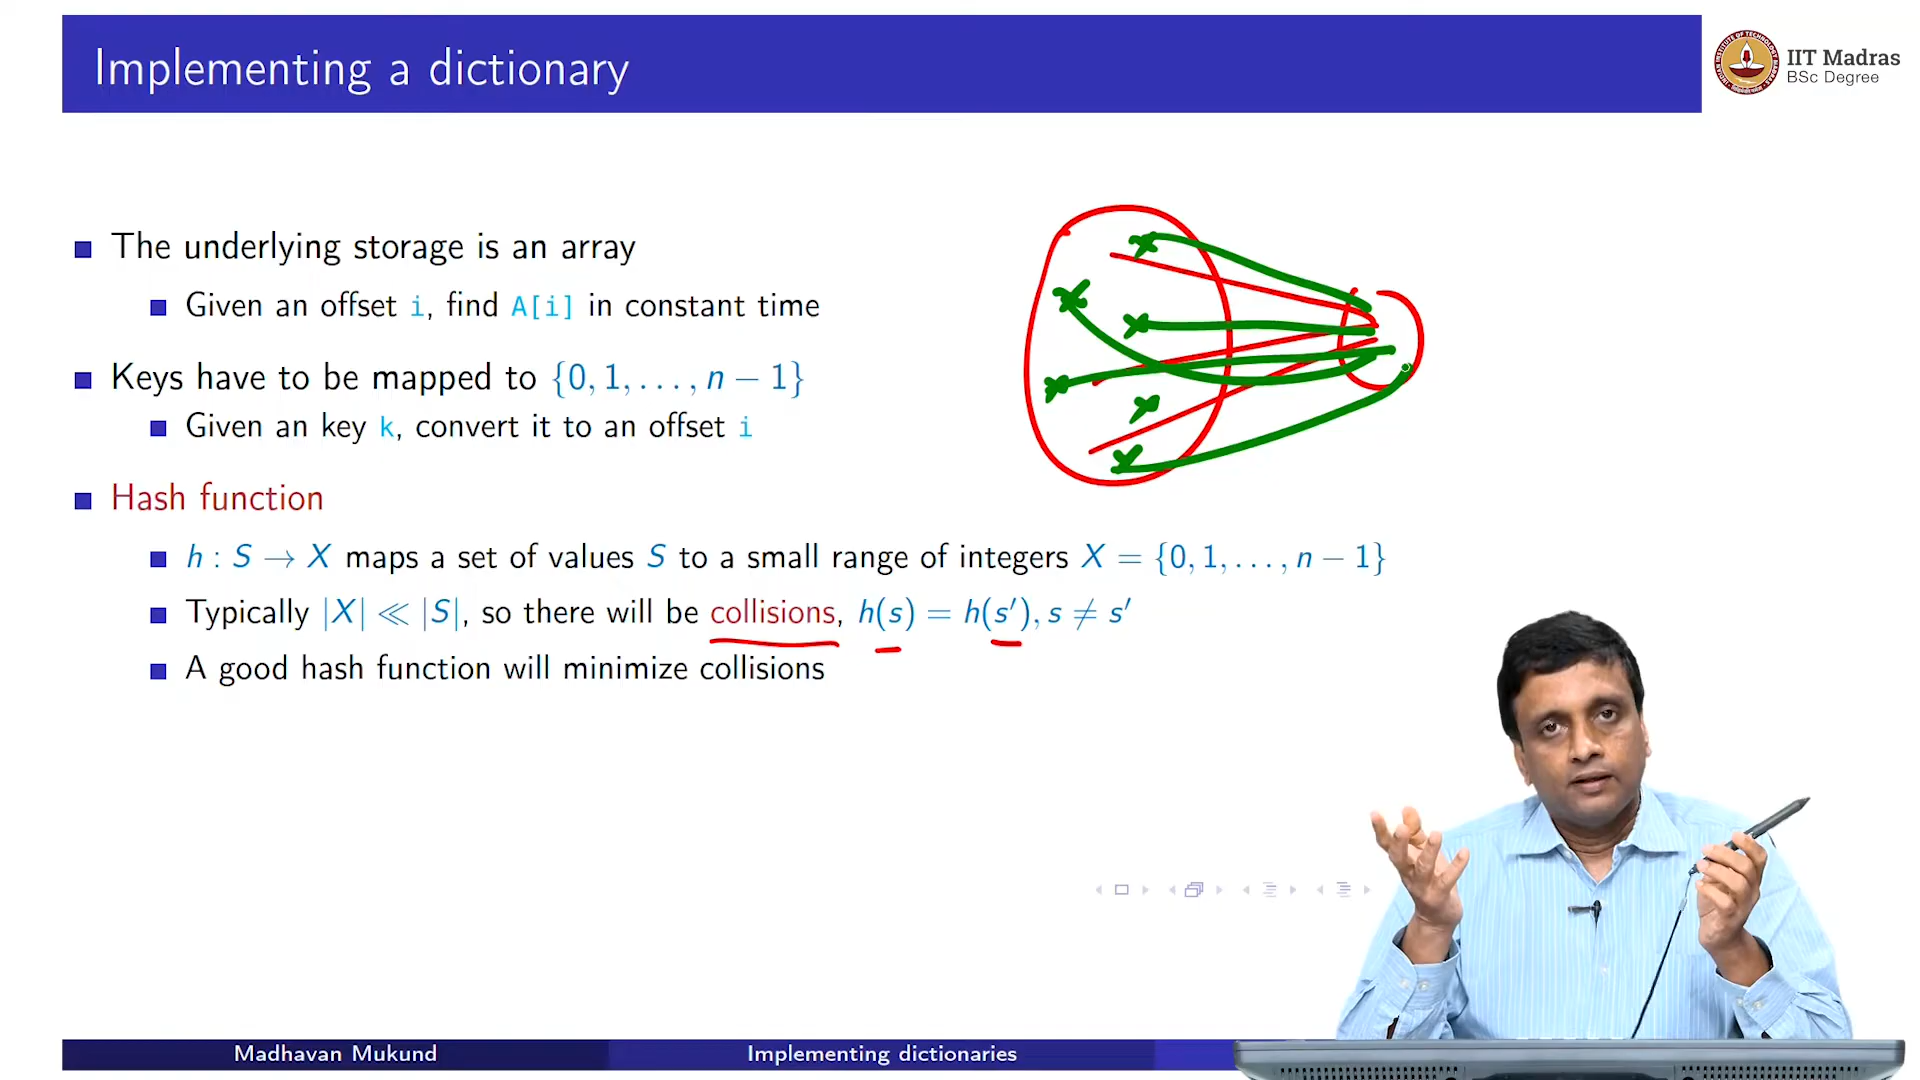 Implementing a dictionary
IIT Madras
BSc Degree
The underlying storage is an array
Given an offset i, find A[i] in constant time
Keys have to be mapped to {0, 1, . . . , n − 1}
Given an key k, convert it to an offset i
Hash function
h : S → X maps a set of values S to a small range of integers X = {0, 1, . . . , n − 1}
Typically |X| ≪ |S|, so there will be collisions, h(s) = h(s′), s ≠ s′
A good hash function will minimize collisions
Madhavan Mukund
Implementing dictionaries